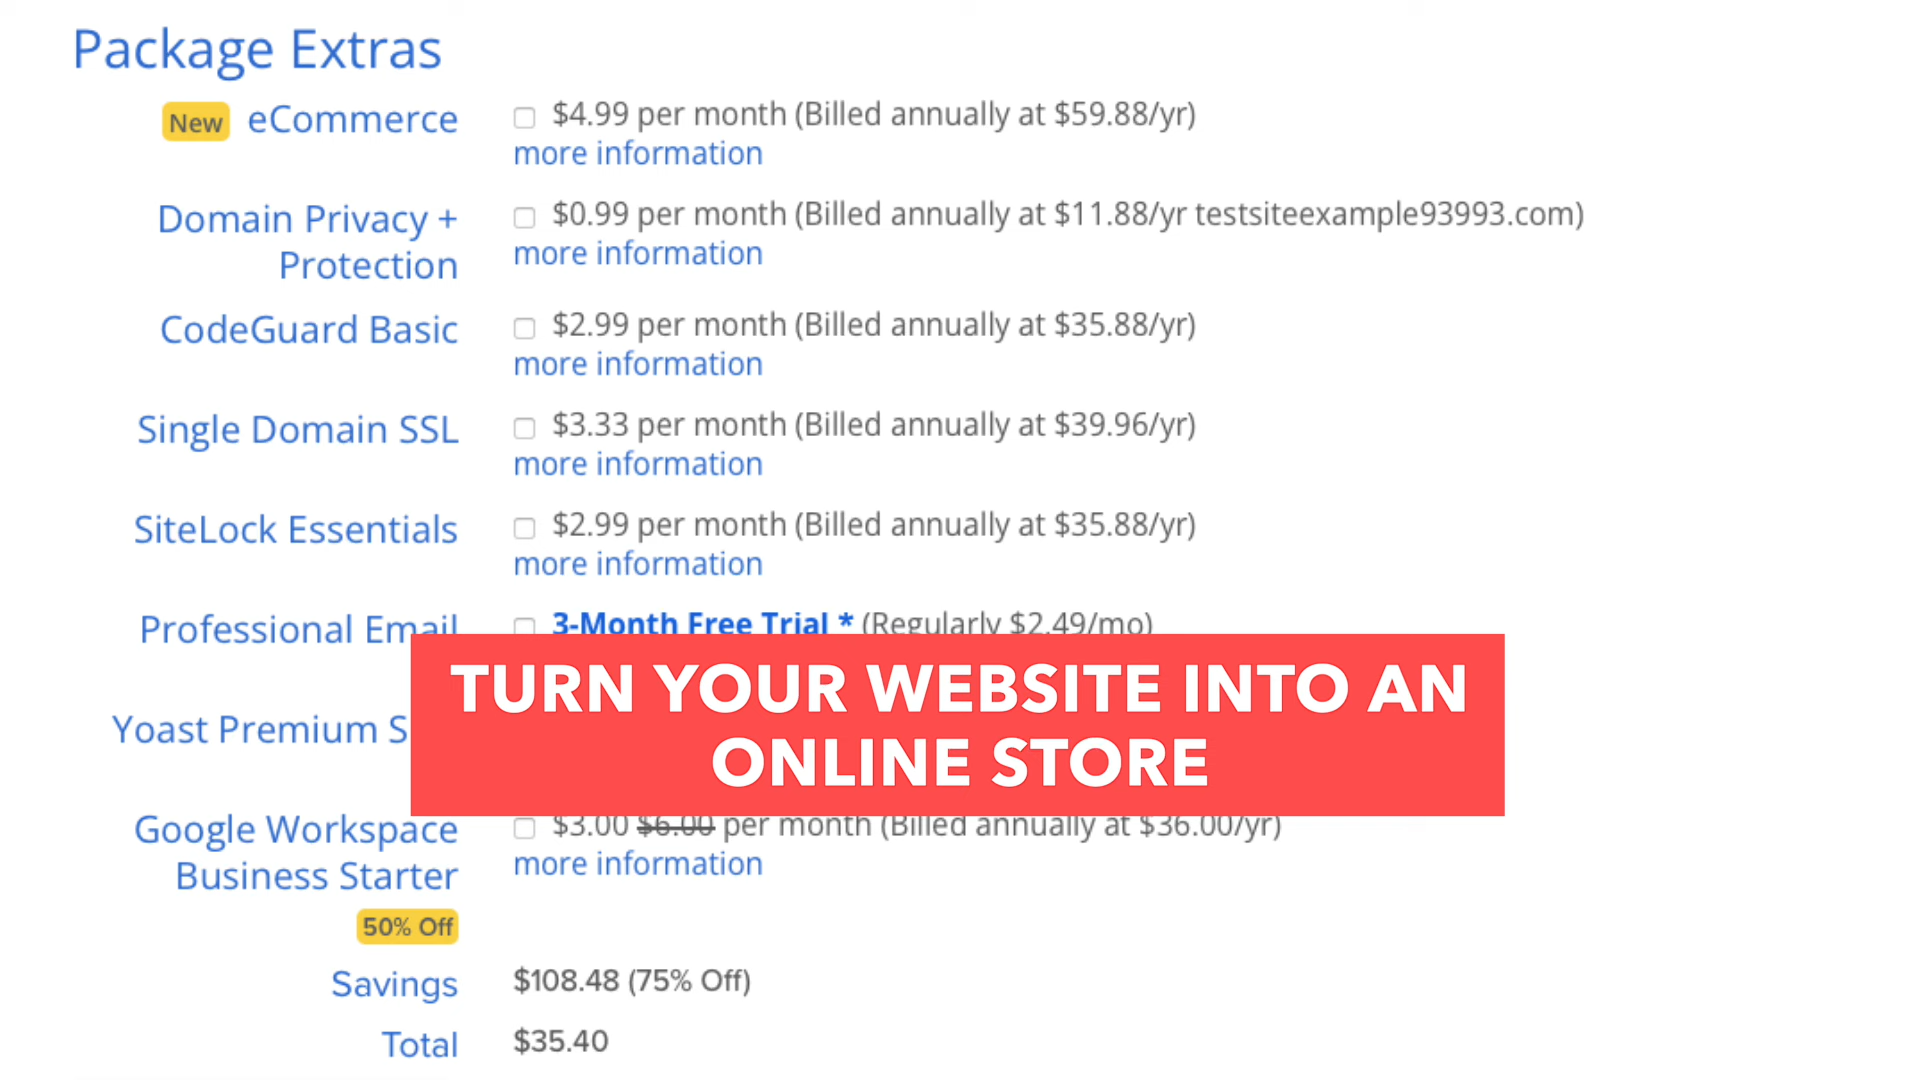 Package Extras
New eCommerce $4.99 per month (Billed annually at $59.88/yr)
more information
Domain Privacy + $0.99 per month (Billed annually at $11.88/yr testsiteexample93993.com)
Protection more information
CodeGuard Basic $2.99 per month (Billed annually at $35.88/yr)
more information
Single Domain SSL $3.33 per month (Billed annually at $39.96/yr)
more information
SiteLock Essentials $2.99 per month (Billed annually at $35.88/yr)
more information
Professional Email 3-Month Free Trial * (Regularly $2.49/mo)
TURN YOUR WEBSITE INTO AN
ONLINE STORE
Yoast Premium
Google Workspace $3.00 $6.00 per month (Billed annually at $36.00/yr)
Business Starter more information
50% Off
Savings $108.48 (75% Off)
Total $35.40